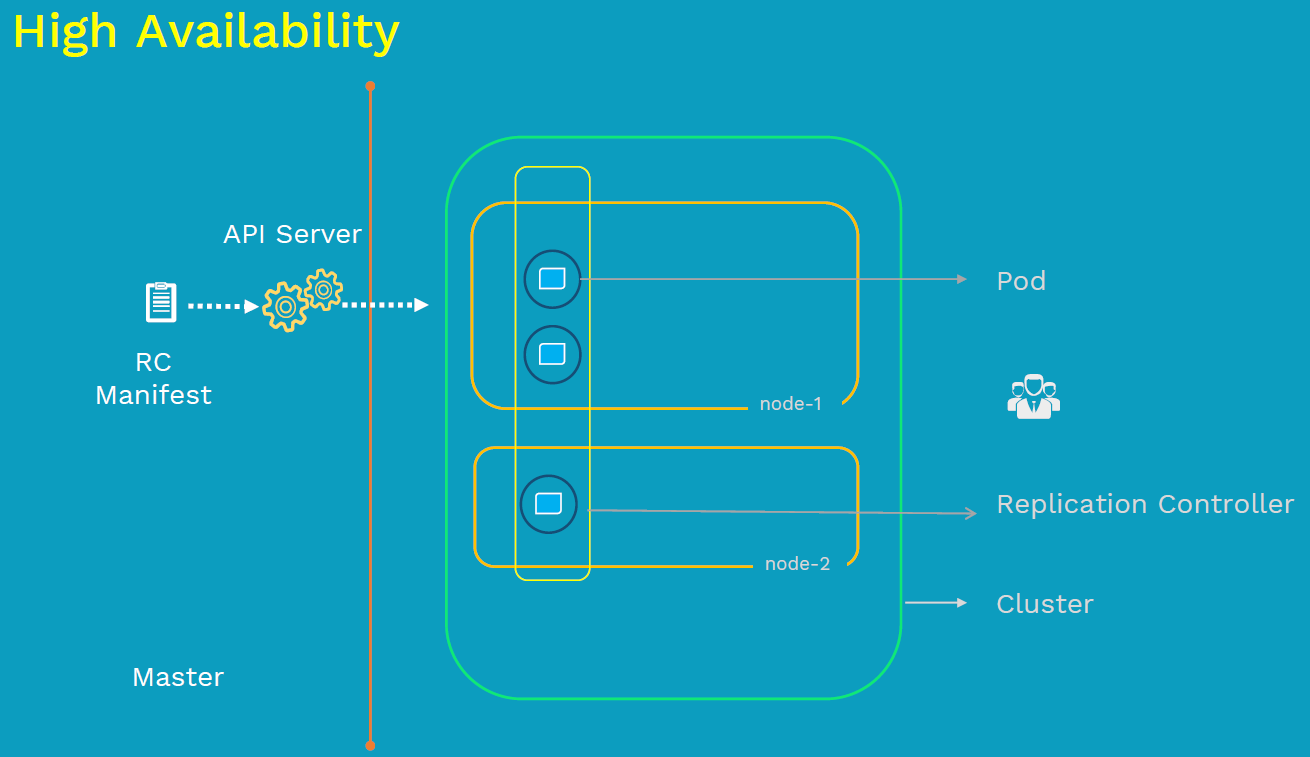 High Availability
API Server
RC
Manifest
Master
Pod
node-1
Replication Controller
node-2
Cluster